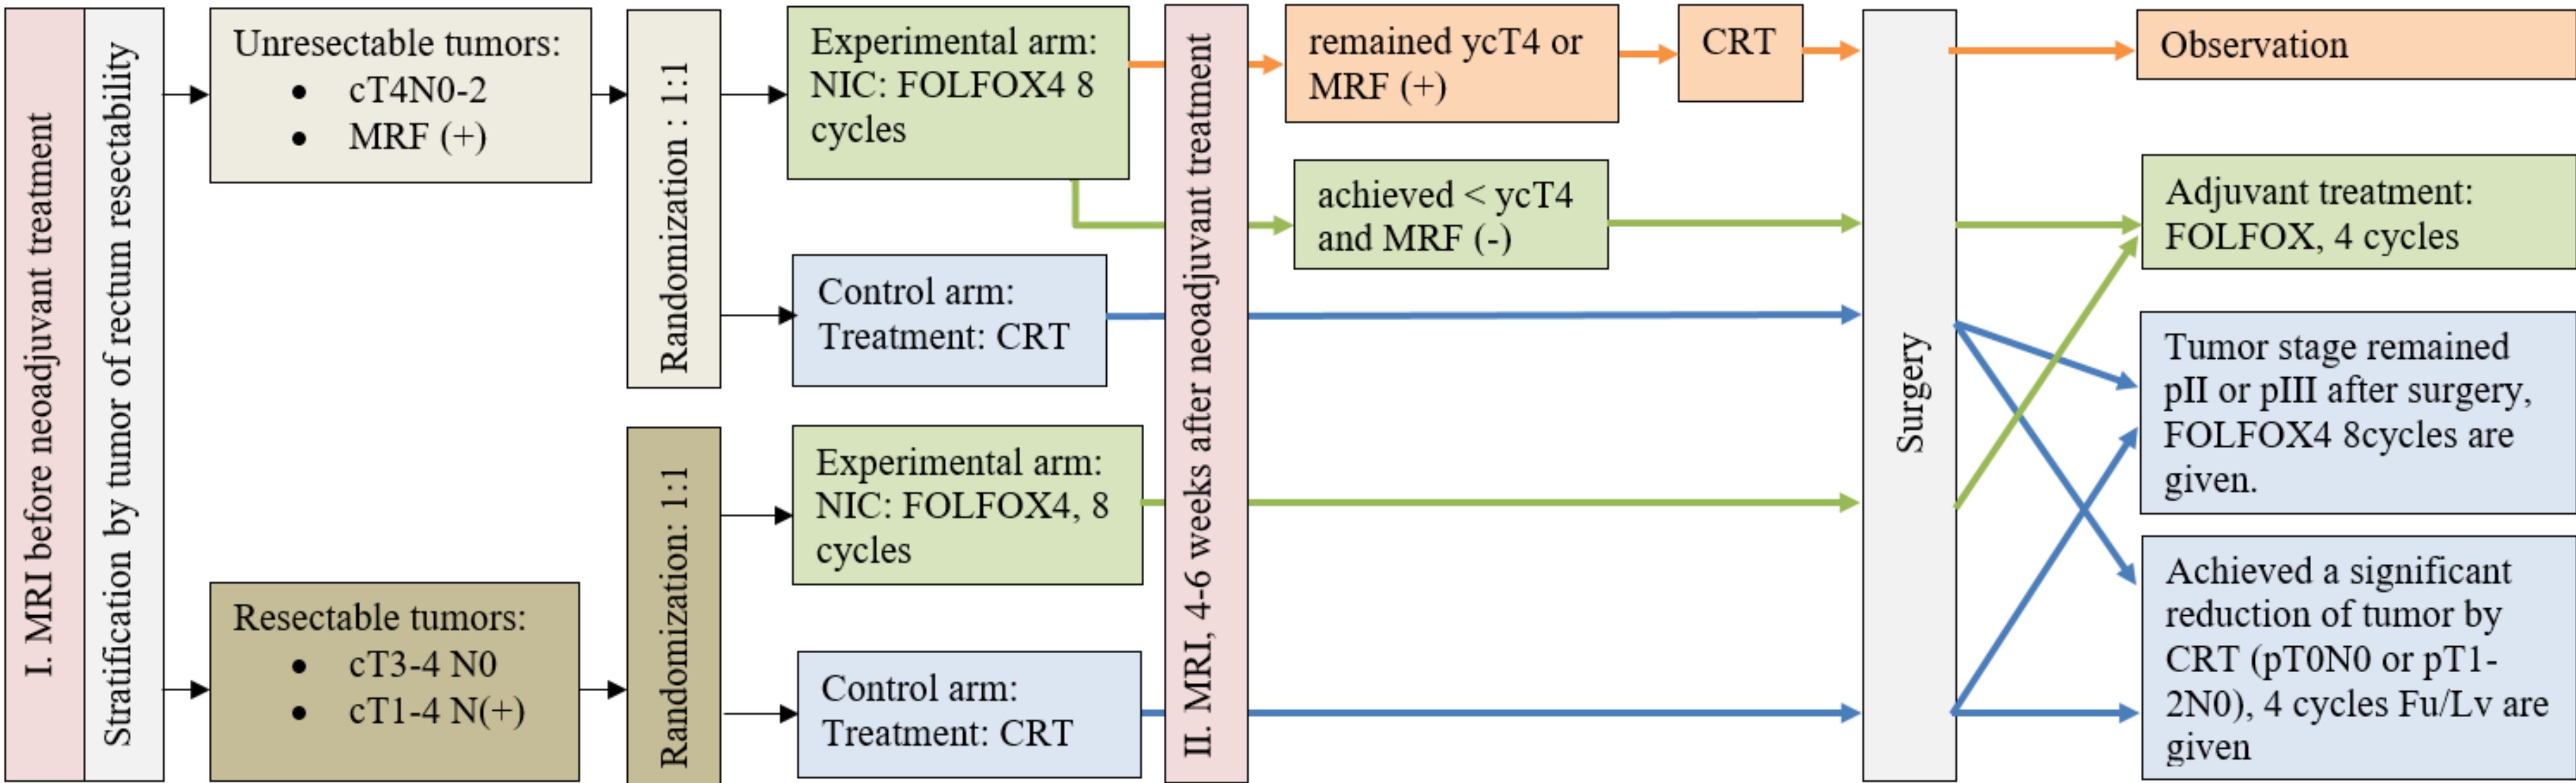 I. MRI before neoadjuvant treatment
Stratification by tumor of rectum resectability
Unresectable tumors:
• cT4N0-2
• MRF (+)
Randomization : 1:1
Experimental arm:
NIC: FOLFOX4 8
cycles
Control arm:
Treatment: CRT
Resectable tumors:
• cT3-4 N0
• cT1-4 N(+)
Randomization: 1:1
Experimental arm:
NIC: FOLFOX4, 8
cycles
Control arm:
Treatment: CRT
II. MRI, 4-6 weeks after neoadjuvant treatment
remained ycT4 or
MRF (+)
CRT
achieved < ycT4
and MRF (-)
Surgery
Observation
Adjuvant treatment:
FOLFOX, 4 cycles
Tumor stage remained
pII or pIII after surgery,
FOLFOX4 8cycles are
given.
Achieved a significant
reduction of tumor by
CRT (pT0N0 or pT1-
2N0), 4 cycles Fu/Lv are
given